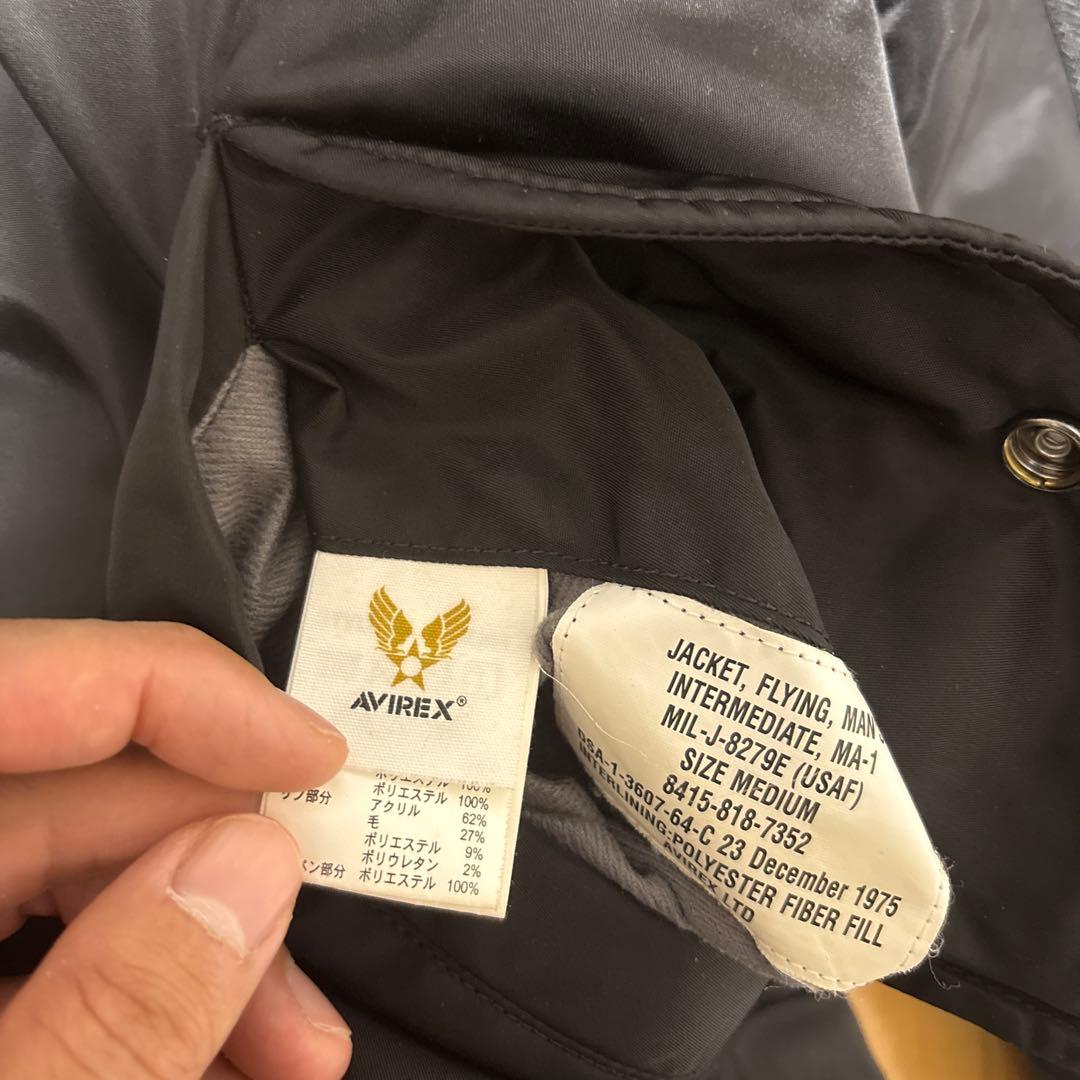 AVIREX®
ポリエステル 100%
リブ部分
ポリエステル 100%
アクリル 62%
毛 27%
ポリエステル 9%
ポリウレタン 2%
ペン部分 ポリエステル 100%
JACKET, FLYING, MAN'S
INTERMEDIATE, MA-1
MIL-J-8279E (USAF)
SIZE MEDIUM
8415-818-7352
DSA-1-3607-64-C 23 December 1975
INTERLINING:POLYESTER FIBER FILL
AVIREX LTD